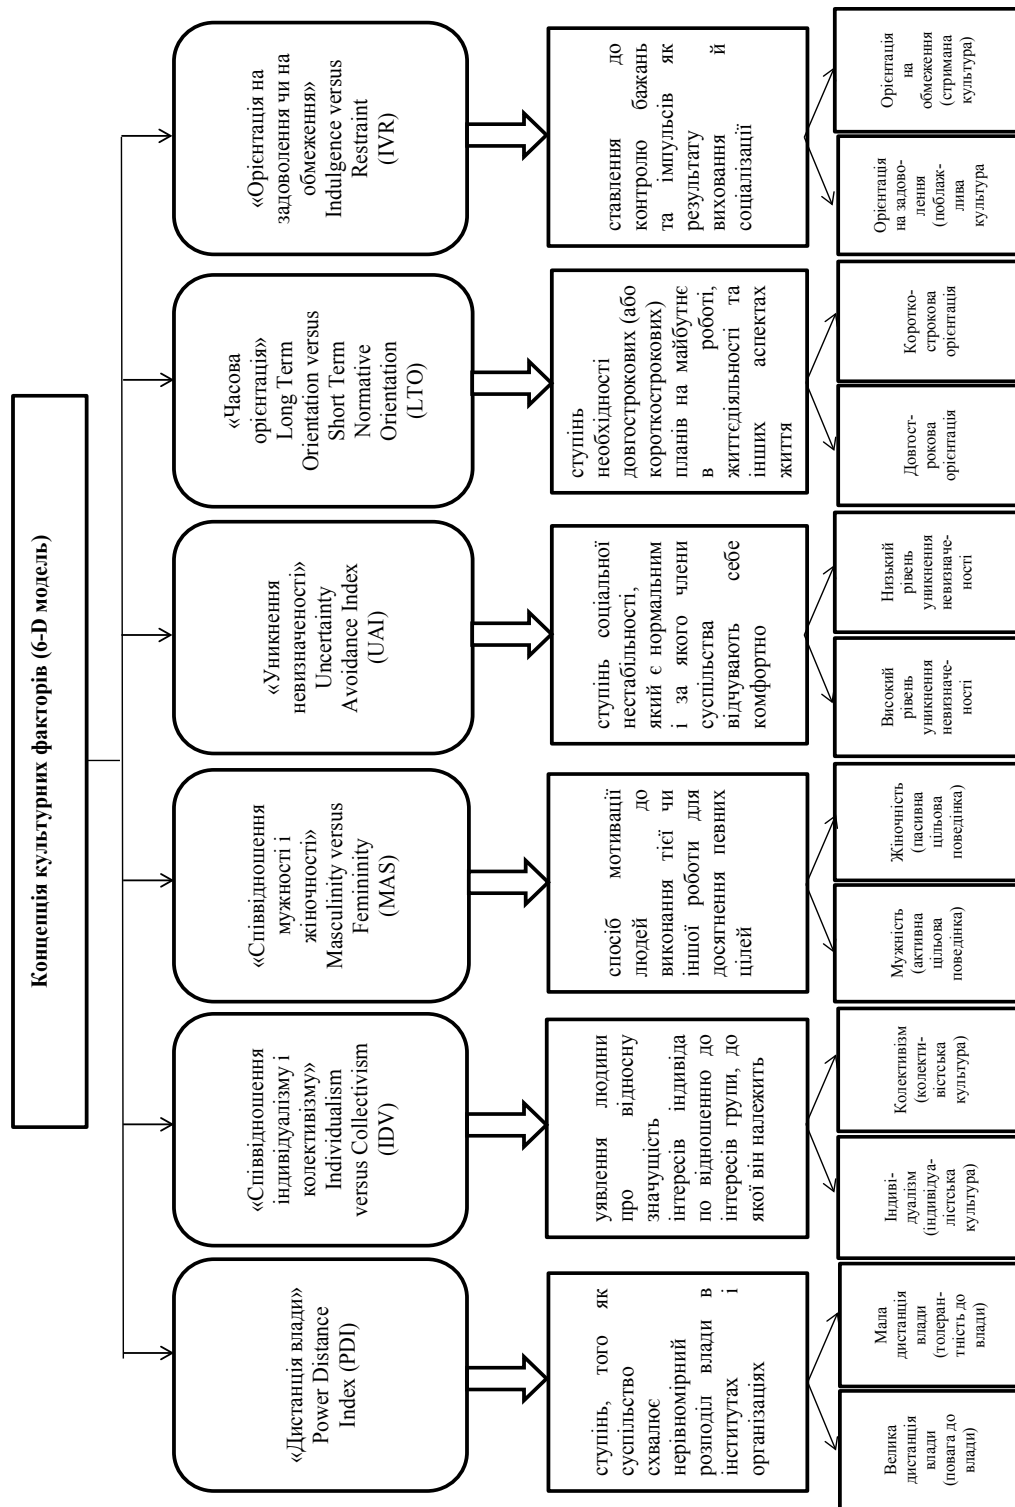 Концепція культурних факторів (6-D модель)
«Дистанція влади»
Power Distance
Index (PDI)
«Співвідношення
індивідуалізму і
колективізму»
Individualism
versus Collectivism
(IDV)
«Співвідношення
мужності і
жіночності»
Masculinity versus
Femininity
(MAS)
«Уникнення
невизначеності»
Uncertainty
Avoidance Index
(UAI)
«Часова
орієнтація»
Long Term
Orientation versus
Short Term
Normative
Orientation
(LTO)
«Орієнтація на
задоволення чи на
обмеження»
Indulgence versus
Restraint
(IVR)
ступінь, того як
суспільство
схвалює
нерівномірний
розподіл влади в
інститутах і
організаціях
уявлення людини
про відносну
значущість
інтересів індивіда
по відношенню до
інтересів групи, до
якої він належить
спосіб мотивації
людей до
виконання тієї чи
іншої роботи для
досягнення певних
цілей
ступінь соціальної
нестабільності,
який є нормальним
і за якого члени
суспільства
відчувають себе
комфортно
ступінь
необхідності
довгострокових (або
короткострокових)
планів на майбутнє
в роботі,
життєдіяльності та
інших аспектах
життя
ставлення до
контролю бажань
та імпульсів як
результату
виховання й
соціалізації
Велика
дистанція
влади
(повага до
влади)
Мала
дистанція
влади
(толеран-
тність до
влади)
Індиві-
дуалізм
(індивідуа-
лістська
культура)
Колективізм
(колекти-
вістська
культура)
Мужність
(активна
цільова
поведінка)
Жіночність
(пасивна
цільова
поведінка)
Високий
рівень
уникнення
невизначе-
ності
Низький
рівень
уникнення
невизначе-
ності
Довгост-
рокова
орієнтація
Коротко-
строкова
орієнтація
Орієнтація
на задово-
лення
(поблаж-
лива
культура
Орієнтація
на
обмеження
(стримана
культура)